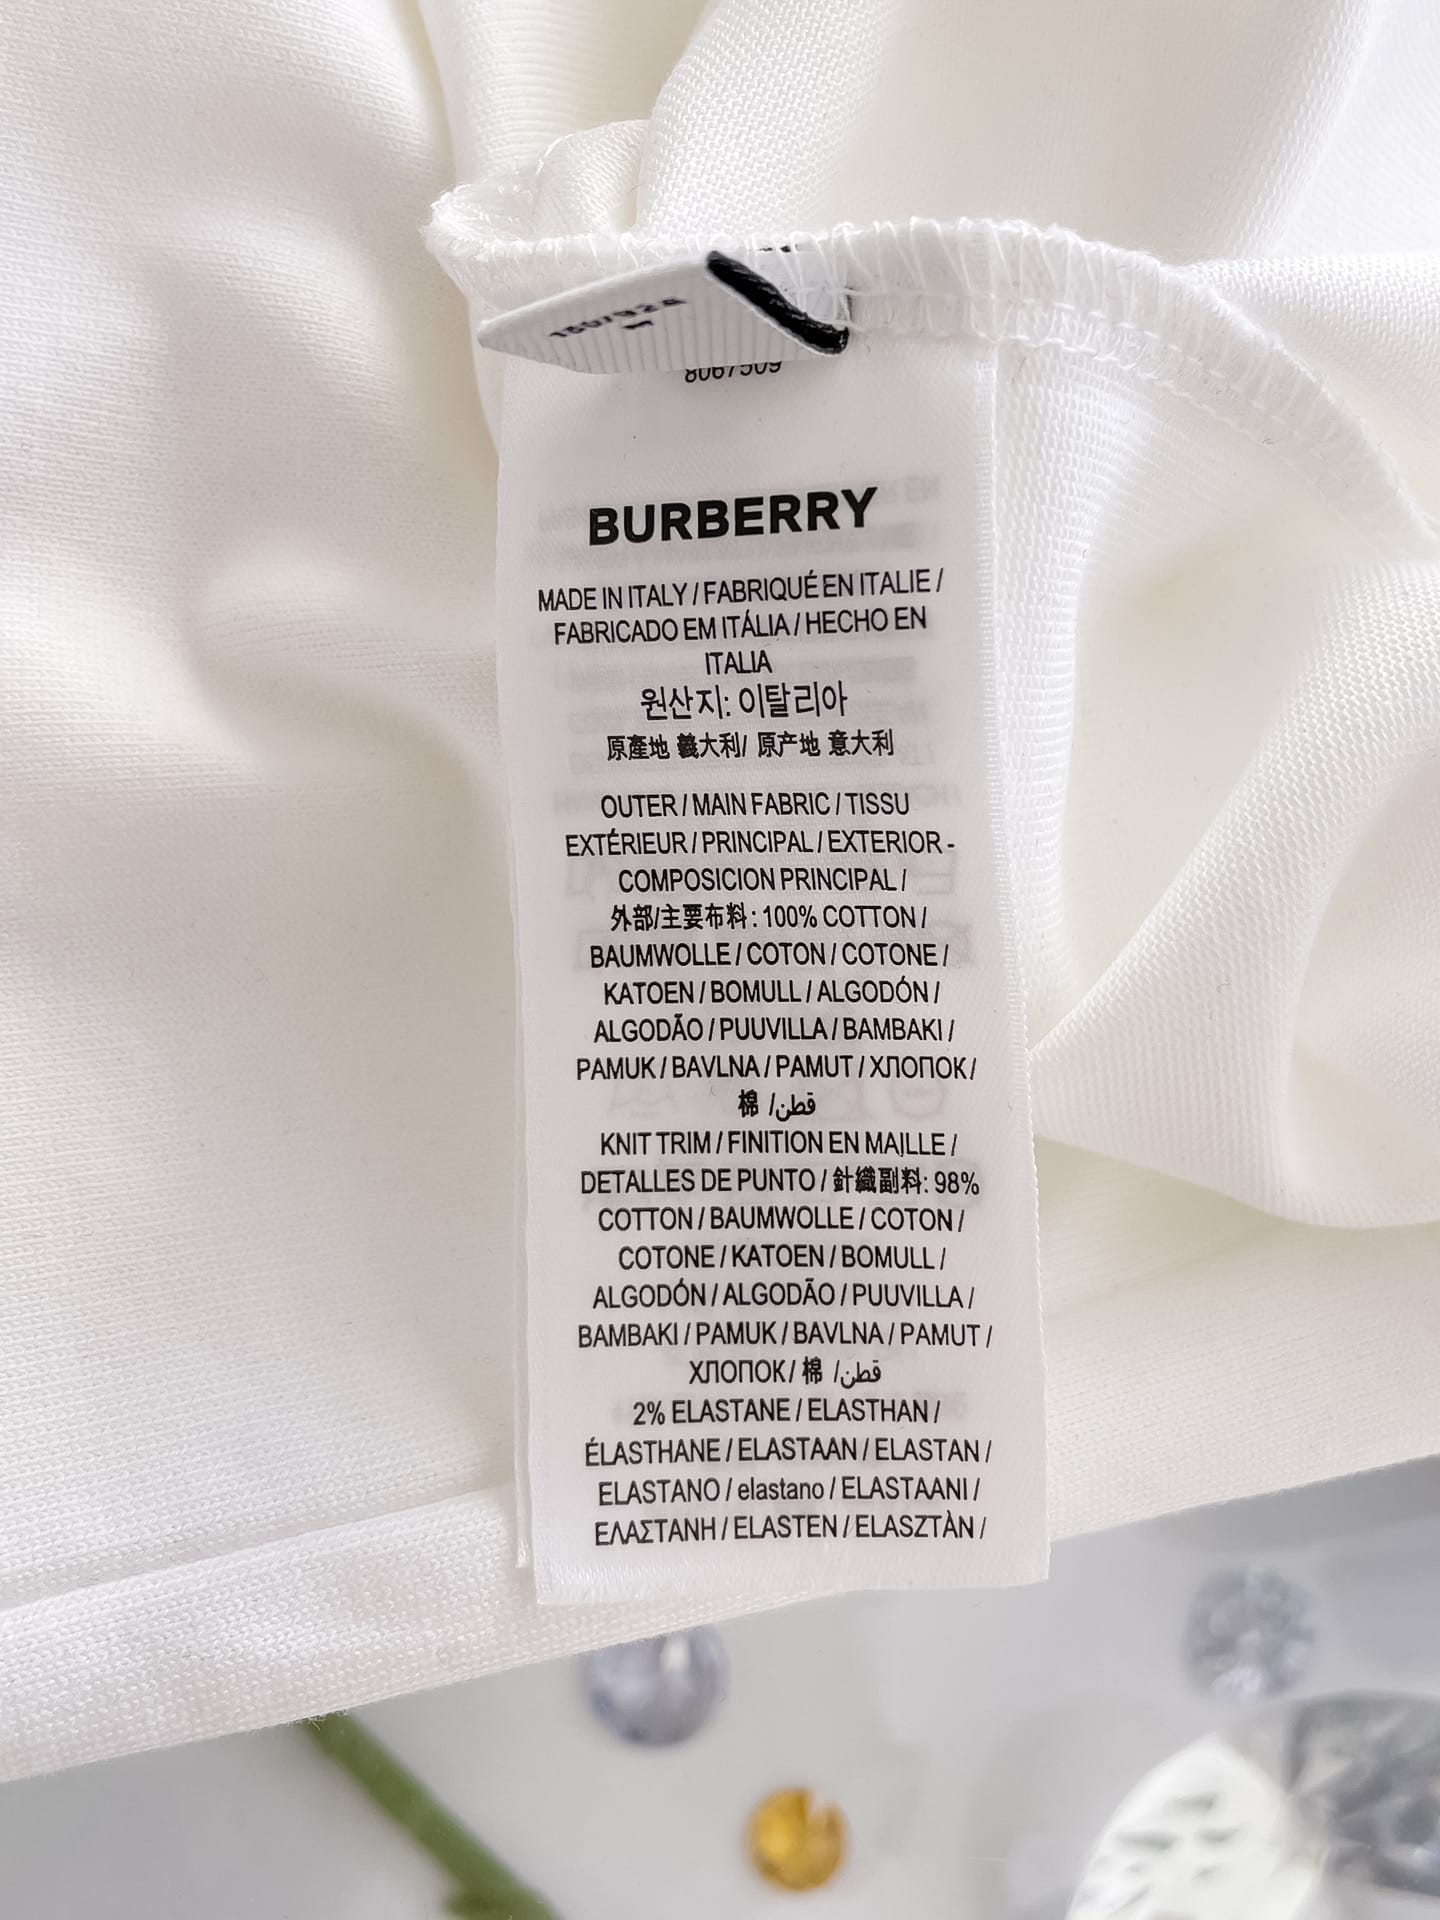 8067509
BURBERRY
MADE IN ITALY / FABRIQUÉ EN ITALIE /
FABRICADO EM ITÁLIA / HECHO EN
ITALIA
원산지: 이탈리아
原產地 義大利/ 原产地 意大利
OUTER / MAIN FABRIC / TISSU
EXTÉRIEUR / PRINCIPAL / EXTERIOR -
COMPOSICION PRINCIPAL /
外部/主要布料 : 100% COTTON /
BAUMWOLLE / COTON / COTONE /
KATOEN / BOMULL / ALGODÓN /
ALGODÃO / PUUVILLA / BAMBAKI /
PAMUK / BAVLNA / PAMUT / ХЛОПОК /
棉 /قطن
KNIT TRIM / FINITION EN MAILLE /
DETALLES DE PUNTO / 針織副料: 98%
COTTON / BAUMWOLLE / COTON /
COTONE / KATOEN / BOMULL /
ALGODÓN / ALGODÃO / PUUVILLA /
BAMBAKI / PAMUK / BAVLNA / PAMUT /
ХЛОПОК / 棉 /قطن
2% ELASTANE / ELASTHAN /
ÉLASTHANE / ELASTAAN / ELASTAN /
ELASTANO / elastano / ELASTAANI /
ΕΛΑΣΤΑΝΗ / ELASTEN / ELASZTÀN /